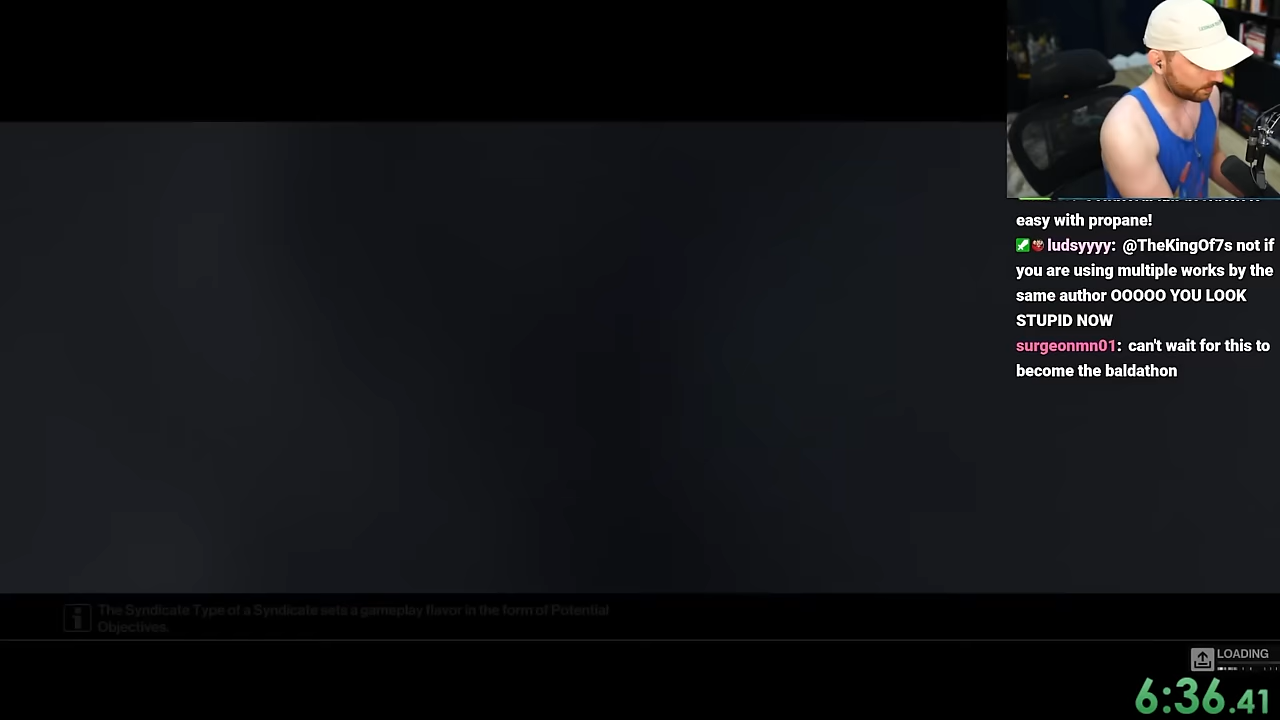 easy with propane!
ludsyyyy: @TheKingOf7s not if
you are using multiple works by the
same author OOOOO YOU LOOK
STUPID NOW
surgeonmn01: can't wait for this to
become the baldathon
The Syndicate Type of a Syndicate sets a gameplay flavor in the form of Potential
Objectives.
LOADING
6:36.41